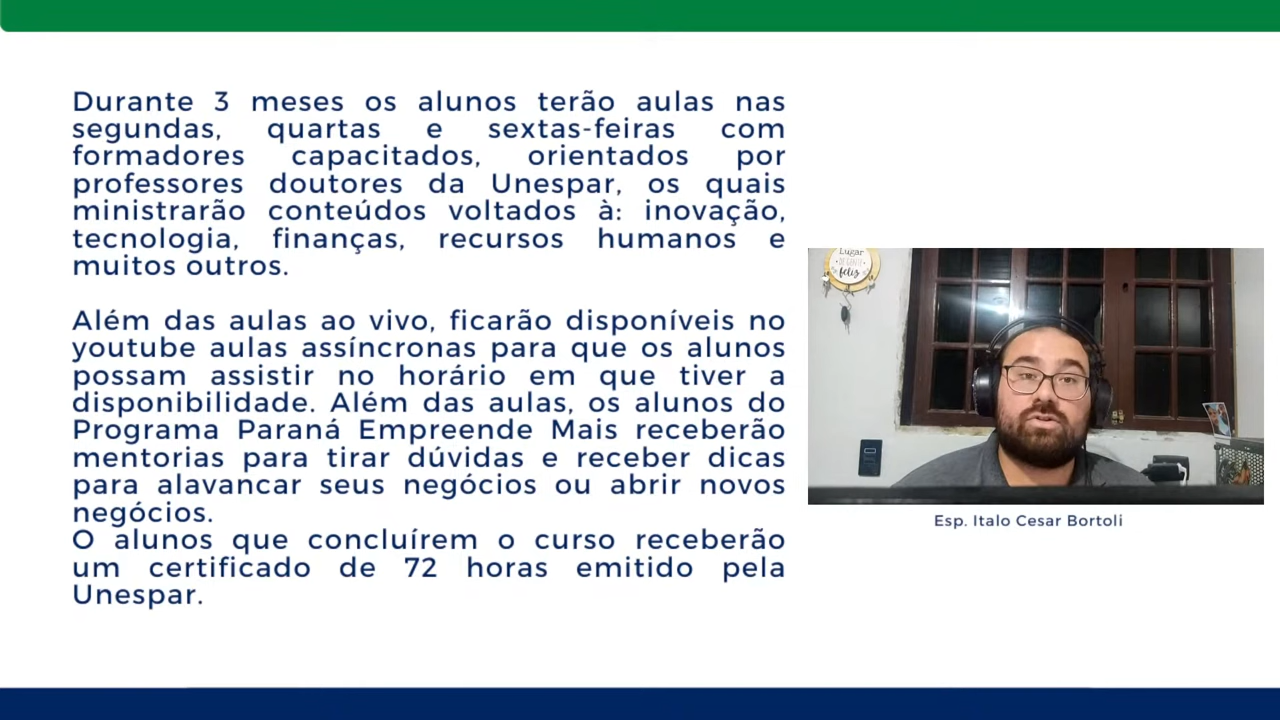 Durante 3 meses os alunos terão aulas nas
segundas, quartas e sextas-feiras com
formadores capacitados, orientados por
professores doutores da Unespar, os quais
ministrarão conteúdos voltados à: inovação,
tecnologia, finanças, recursos humanos e
muitos outros.
Além das aulas ao vivo, ficarão disponíveis no
youtube aulas assíncronas para que os alunos
possam assistir no horário em que tiver a
disponibilidade. Além das aulas, os alunos do
Programa Paraná Empreende Mais receberão
mentorias para tirar dúvidas e receber dicas
para alavancar seus negócios ou abrir novos
negócios.
O alunos que concluírem o curso receberão
um certificado de 72 horas emitido pela
Unespar.
Lugar
DE GENTE
feliz
Esp. Italo Cesar Bortoli